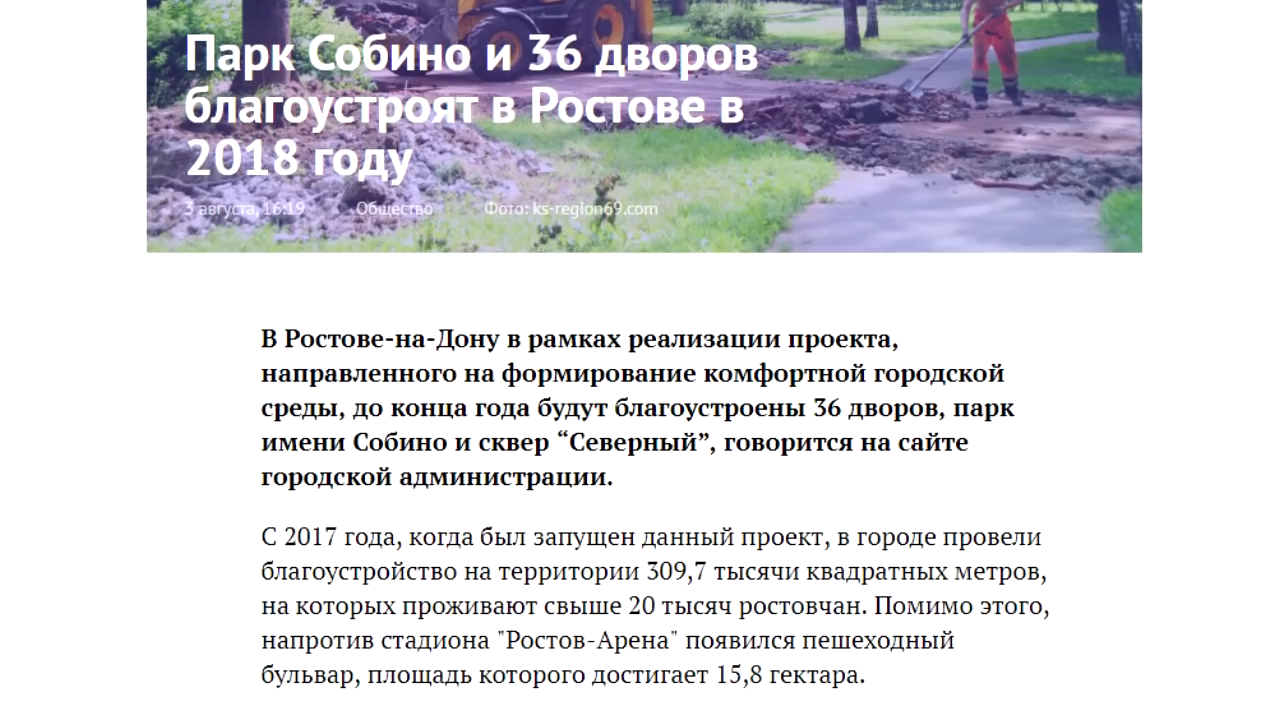 Парк Собино и 36 дворов
благоустроят в Ростове в
2018 году
3 августа, 16:19 Общество Фото: ks-region69.com
В Ростове-на-Дону в рамках реализации проекта,
направленного на формирование комфортной городской
среды, до конца года будут благоустроены 36 дворов, парк
имени Собино и сквер “Северный”, говорится на сайте
городской администрации.
С 2017 года, когда был запущен данный проект, в городе провели
благоустройство на территории 309,7 тысячи квадратных метров,
на которых проживают свыше 20 тысяч ростовчан. Помимо этого,
напротив стадиона "Ростов-Арена" появился пешеходный
бульвар, площадь которого достигает 15,8 гектара.